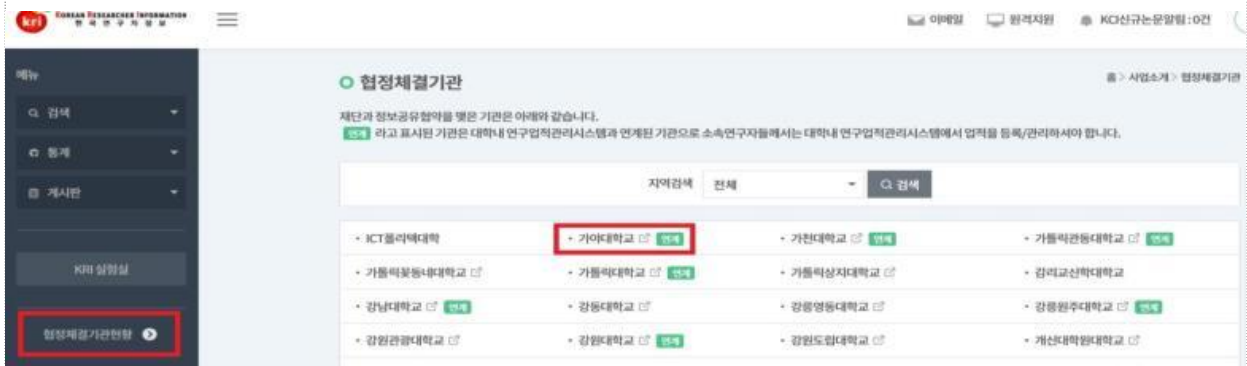 kri KOREAN RESEARCHER INFORMATION
한국연구자정보
이메일
원격지원
KCI신규논문알림:0건
메뉴
검색
통계
게시판
KRI 실험실
협정체결기관현황
협정체결기관
홈 > 사업소개 > 협정체결기관
재단과 정보공유협약을 맺은 기관은 아래와 같습니다.
연계 라고 표시된 기관은 대학내 연구업적관리시스템과 연계된 기관으로 소속연구자들께서는 대학내 연구업적관리시스템에서 업적을 등록/관리하셔야 합니다.
지역검색 전체 검색
ICT폴리텍대학 가야대학교 연계 가천대학교 연계 가톨릭관동대학교 연계
가톨릭꽃동네대학교 가톨릭대학교 연계 가톨릭상지대학교 감리교신학대학교
강남대학교 연계 강동대학교 강릉영동대학교 강릉원주대학교 연계
강원관광대학교 강원대학교 연계 강원도립대학교 개신대학원대학교